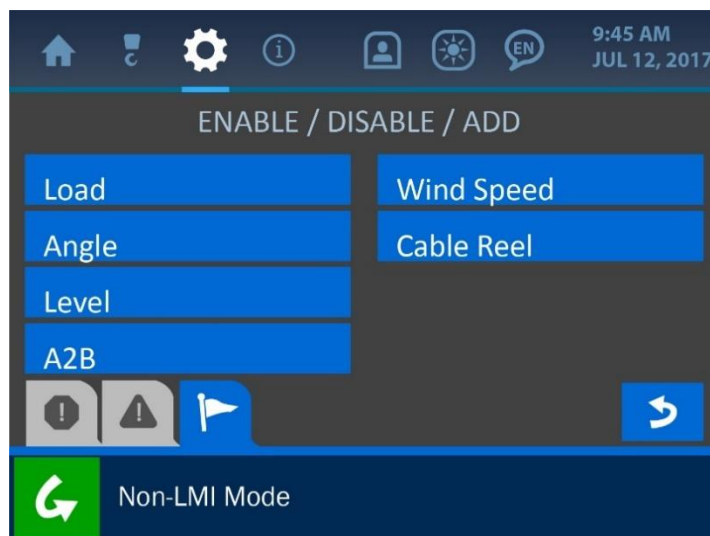 9:45 AM
EN
JUL 12, 2017
ENABLE / DISABLE / ADD
Load
Wind Speed
Angle
Cable Reel
Level
A2B
Non-LMI Mode